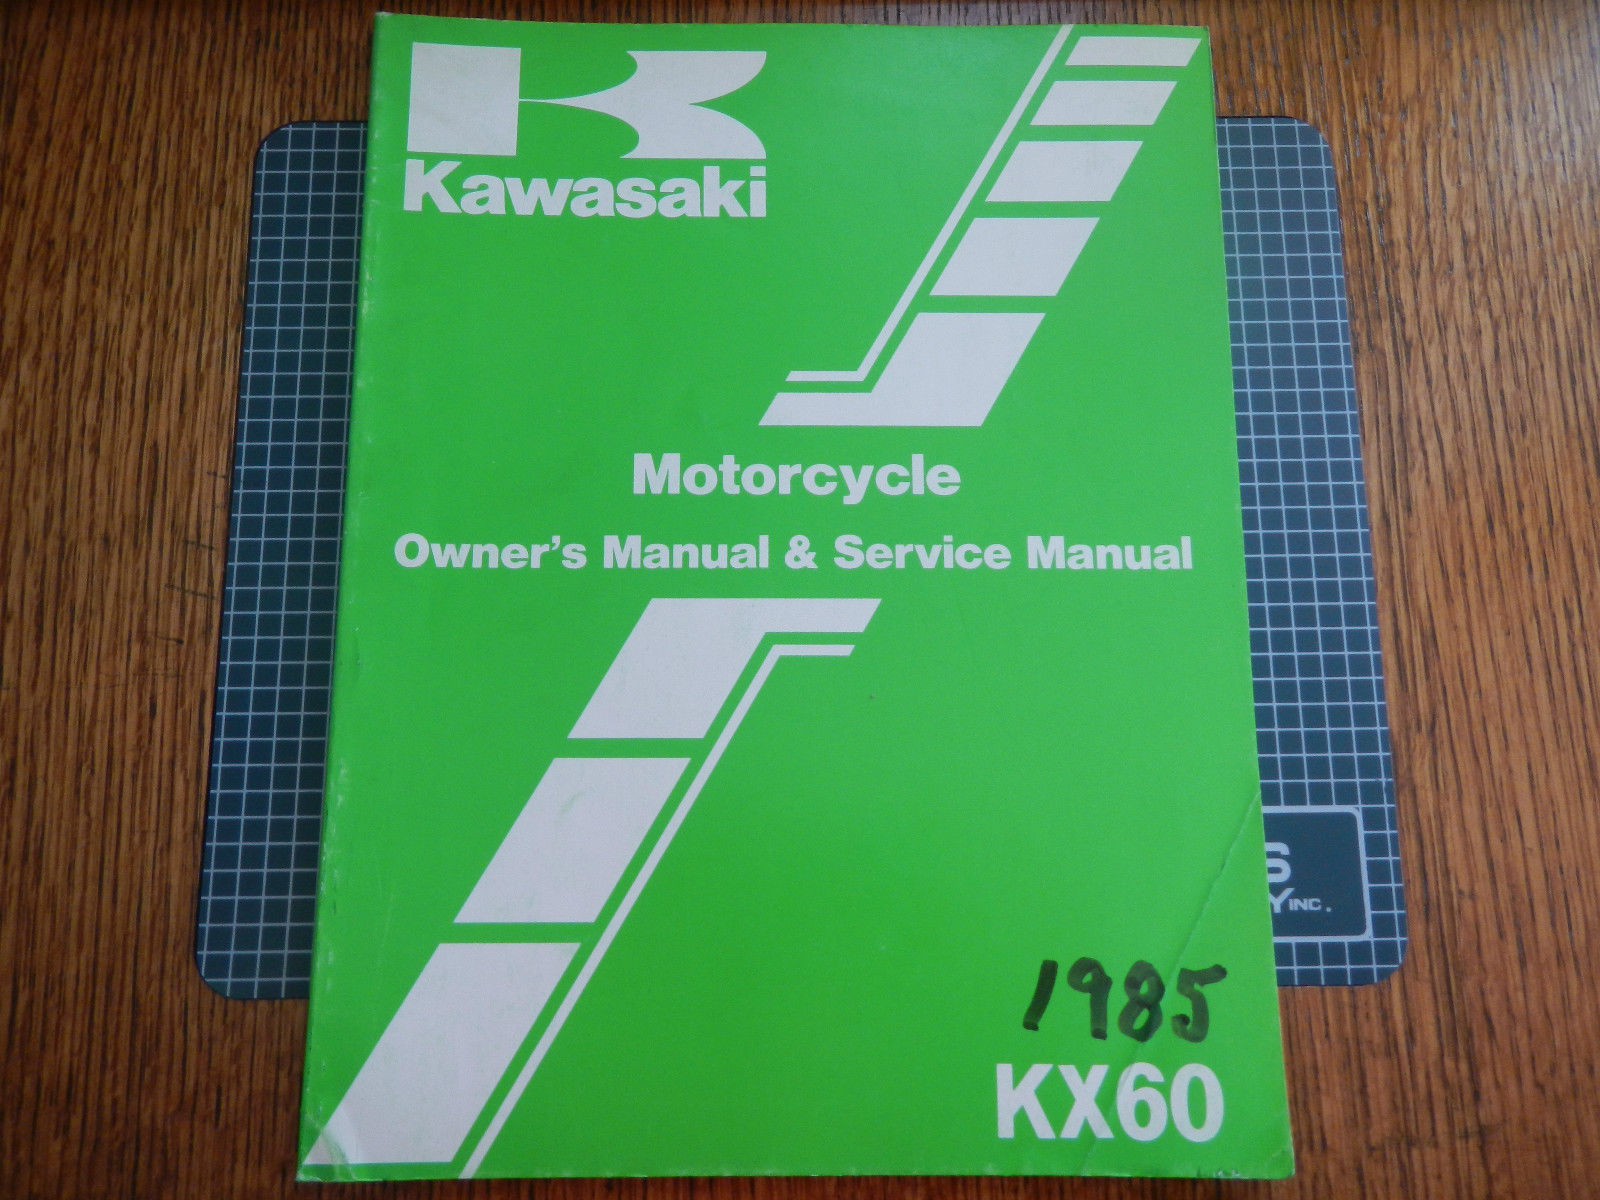 Kawasaki
Motorcycle
Owner's Manual & Service Manual
INC.
1985
KX60